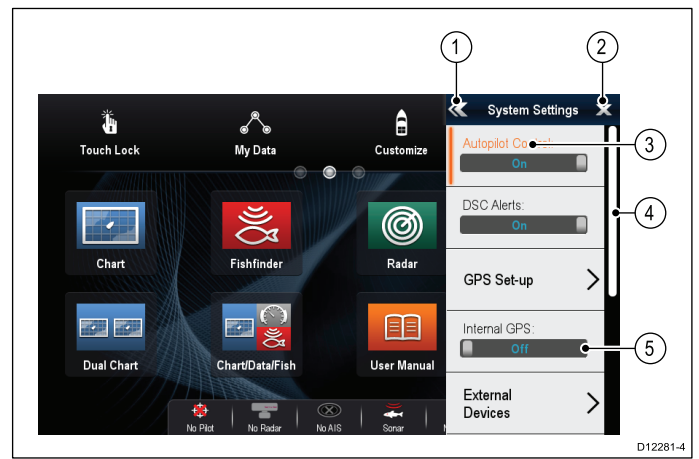 1
2
System Settings
Touch Lock
My Data
Customize
Autopilot Control:
On
3
DSC Alerts:
On
4
Chart
Fishfinder
Radar
GPS Set-up
Internal GPS:
Off
5
Dual Chart
Chart/Data/Fish
User Manual
External
Devices
No Pilot
No Radar
No AIS
Sonar
D12281-4